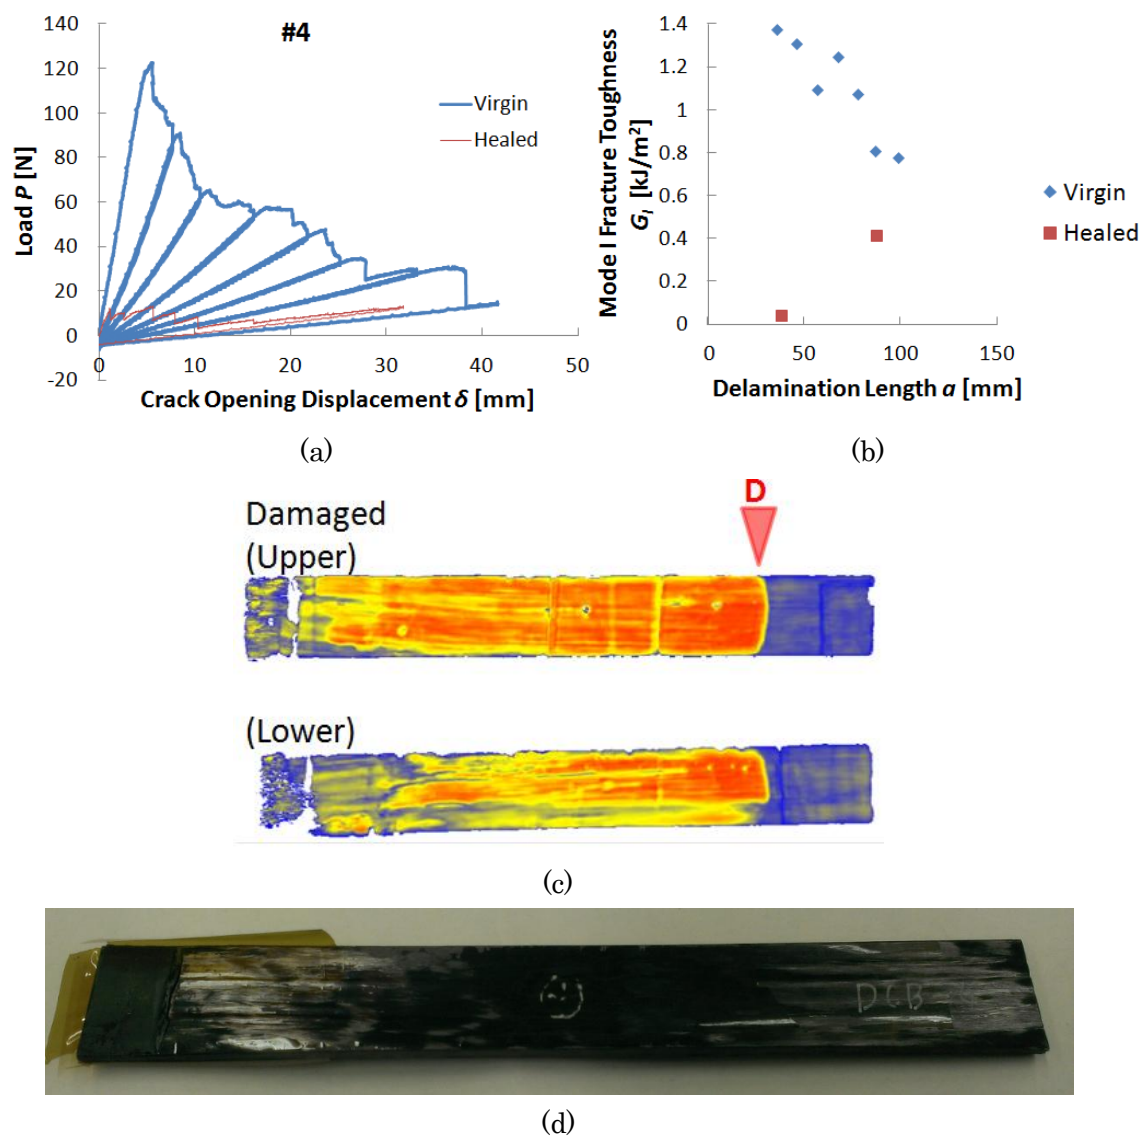 #4
140
120
100
80
60
40
20
0
-20
0 10 20 30 40 50
Load P [N]
Crack Opening Displacement δ [mm]
Virgin
Healed
(a)
1.4
1.2
1
0.8
0.6
0.4
0.2
0
0 50 100 150
Mode I Fracture Toughness
G_I [kJ/m²]
Delamination Length a [mm]
Virgin
Healed
(b)
D
Damaged
(Upper)
(Lower)
(c)
DCB
(d)